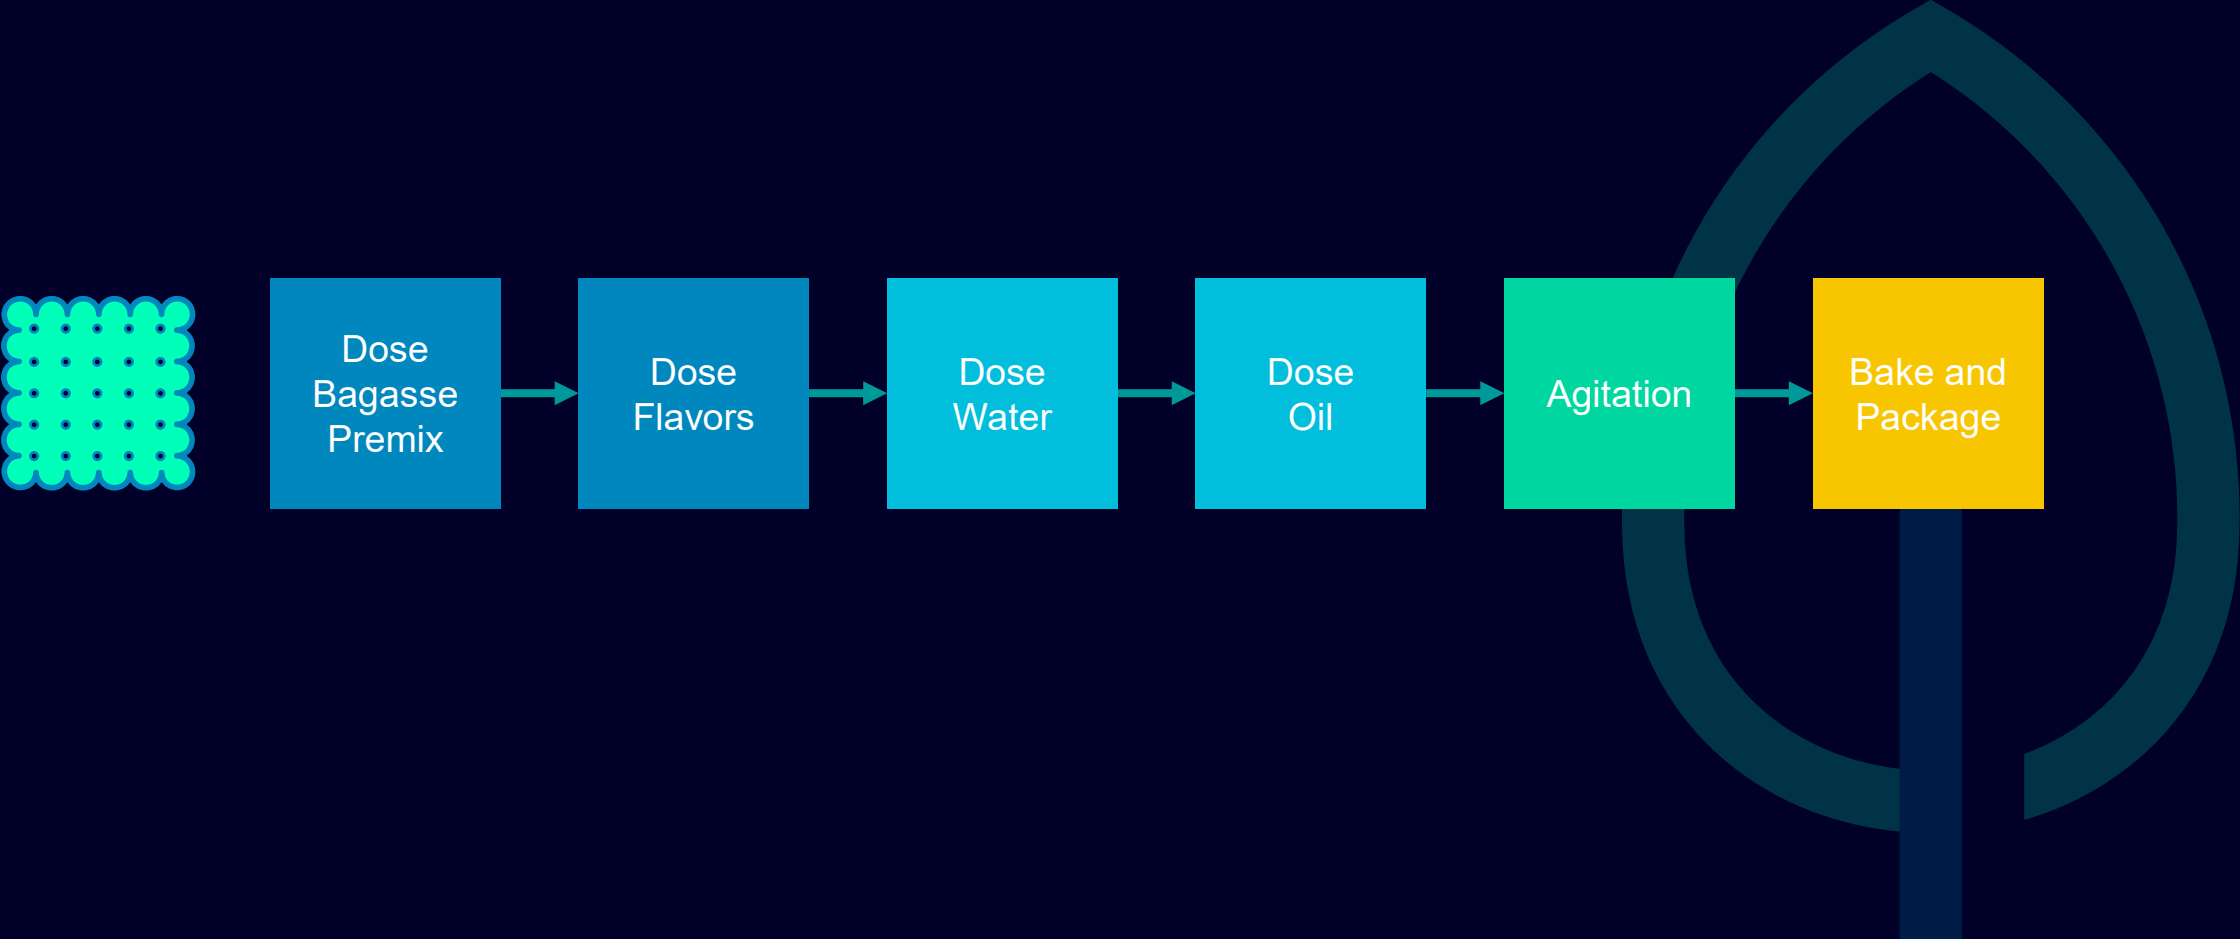 Dose
Bagasse
Premix
Dose
Flavors
Dose
Water
Dose
Oil
Agitation
Bake and
Package